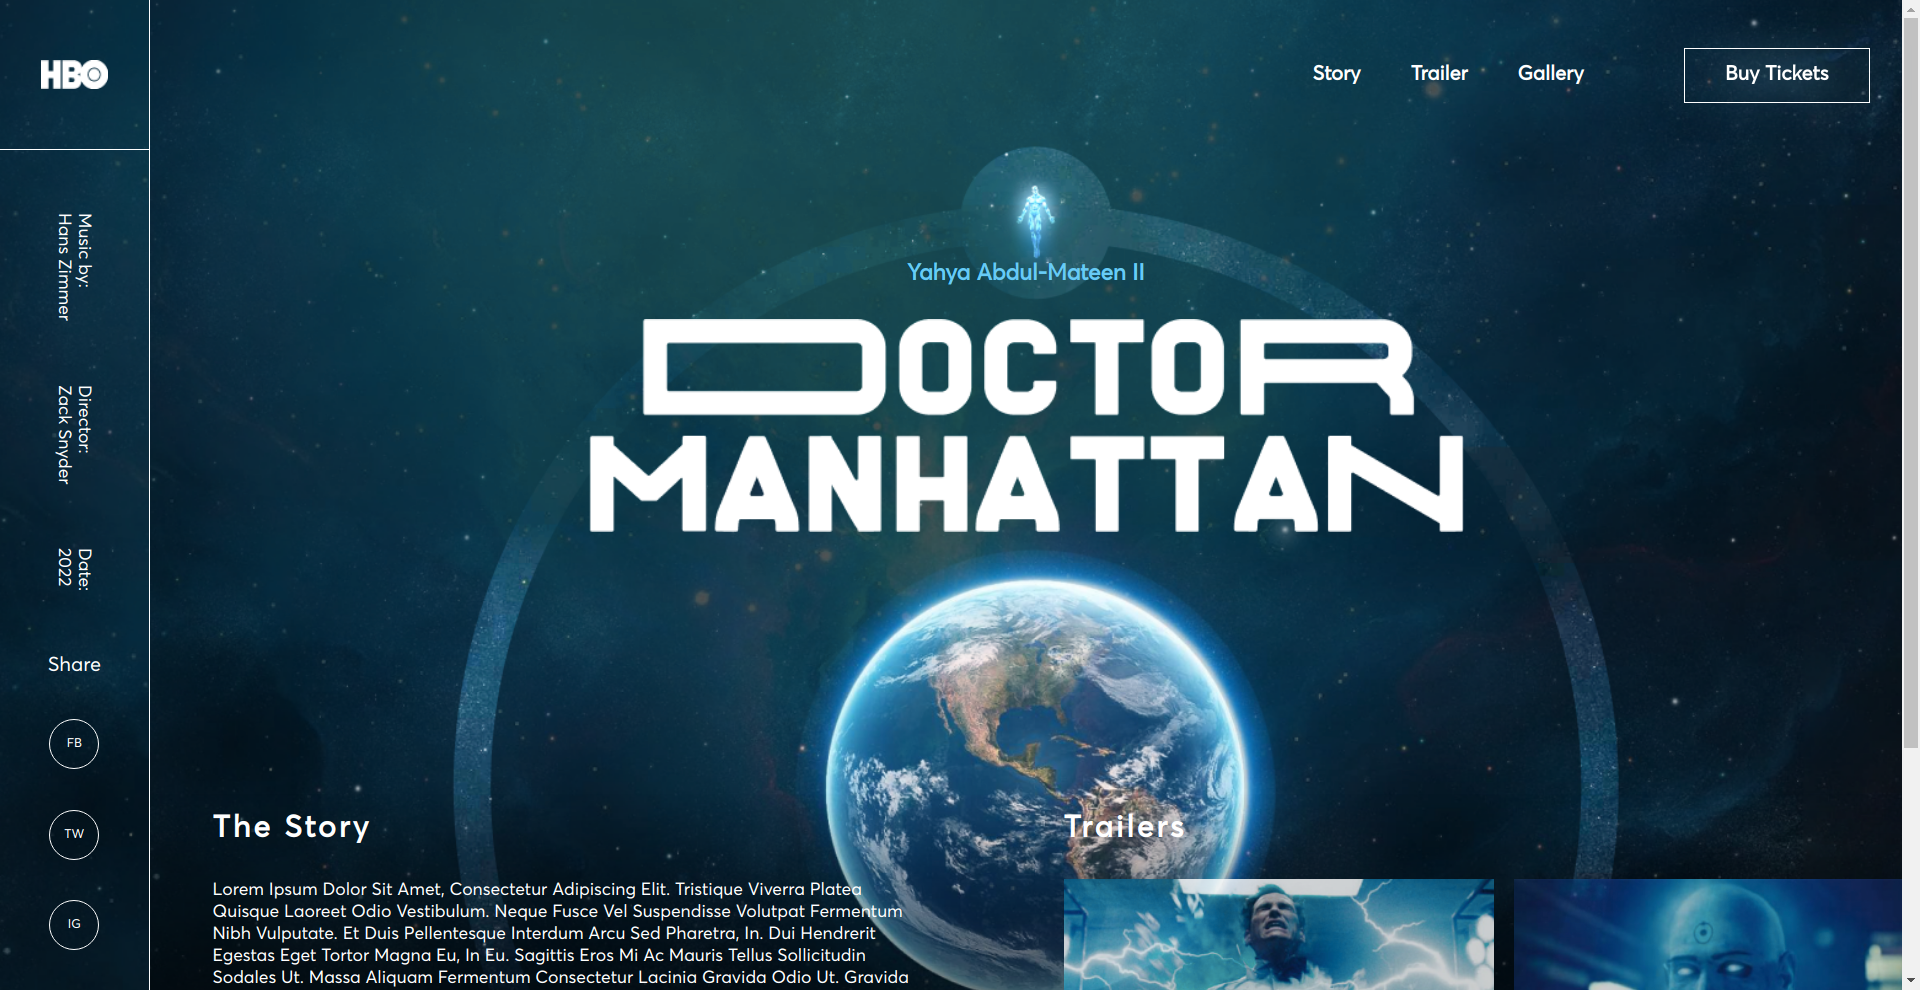 HBO
Story
Trailer
Gallery
Buy Tickets
Music by:
Hans Zimmer
Director:
Zack Snyder
Date:
2022
Share
FB
TW
IG
Yahya Abdul-Mateen II
DOCTOR
MANHATTAN
The Story
Lorem Ipsum Dolor Sit Amet, Consectetur Adipiscing Elit. Tristique Viverra Platea
Quisque Laoreet Odio Vestibulum. Neque Fusce Vel Suspendisse Volutpat Fermentum
Nibh Vulputate. Et Duis Pellentesque Interdum Arcu Sed Pharetra, In. Dui Hendrerit
Egestas Eget Tortor Magna Eu, In Eu. Sagittis Eros Mi Ac Mauris Tellus Sollicitudin
Sodales Ut. Massa Aliquam Fermentum Consectetur Lacinia Gravida Odio Ut. Gravida
Trailers